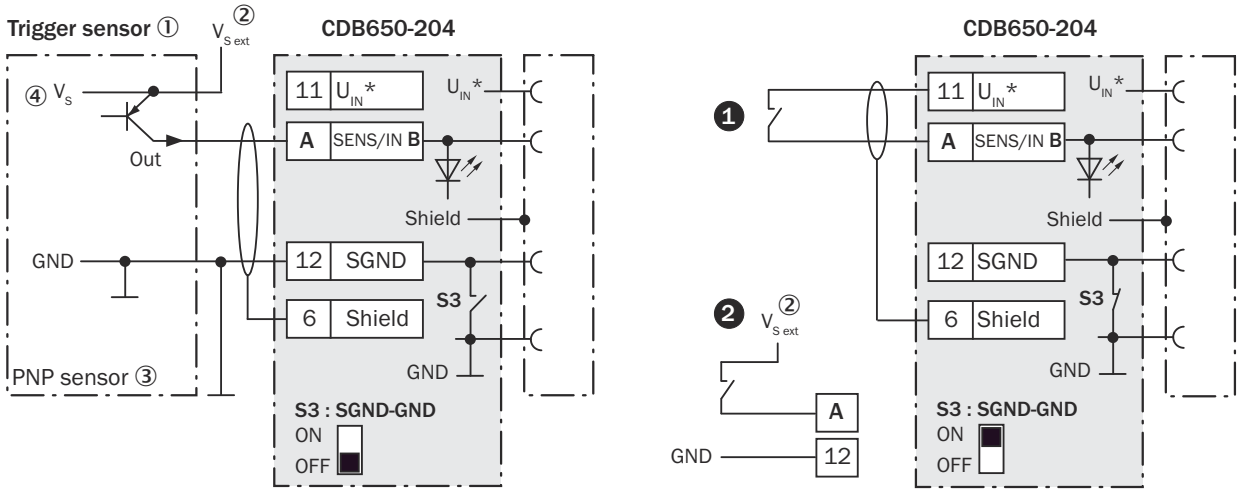 Trigger sensor ①
V S ext ②
CDB650-204
④ V S
11 U IN *
U IN *
A SENS/IN B
Out
Shield
GND
12 SGND
S3
6 Shield
GND
PNP sensor ③
S3 : SGND-GND
ON
OFF
CDB650-204
❶
11 U IN *
U IN *
A SENS/IN B
Shield
12 SGND
S3
6 Shield
GND
❷
V S ext ②
A
GND
12
S3 : SGND-GND
ON
OFF